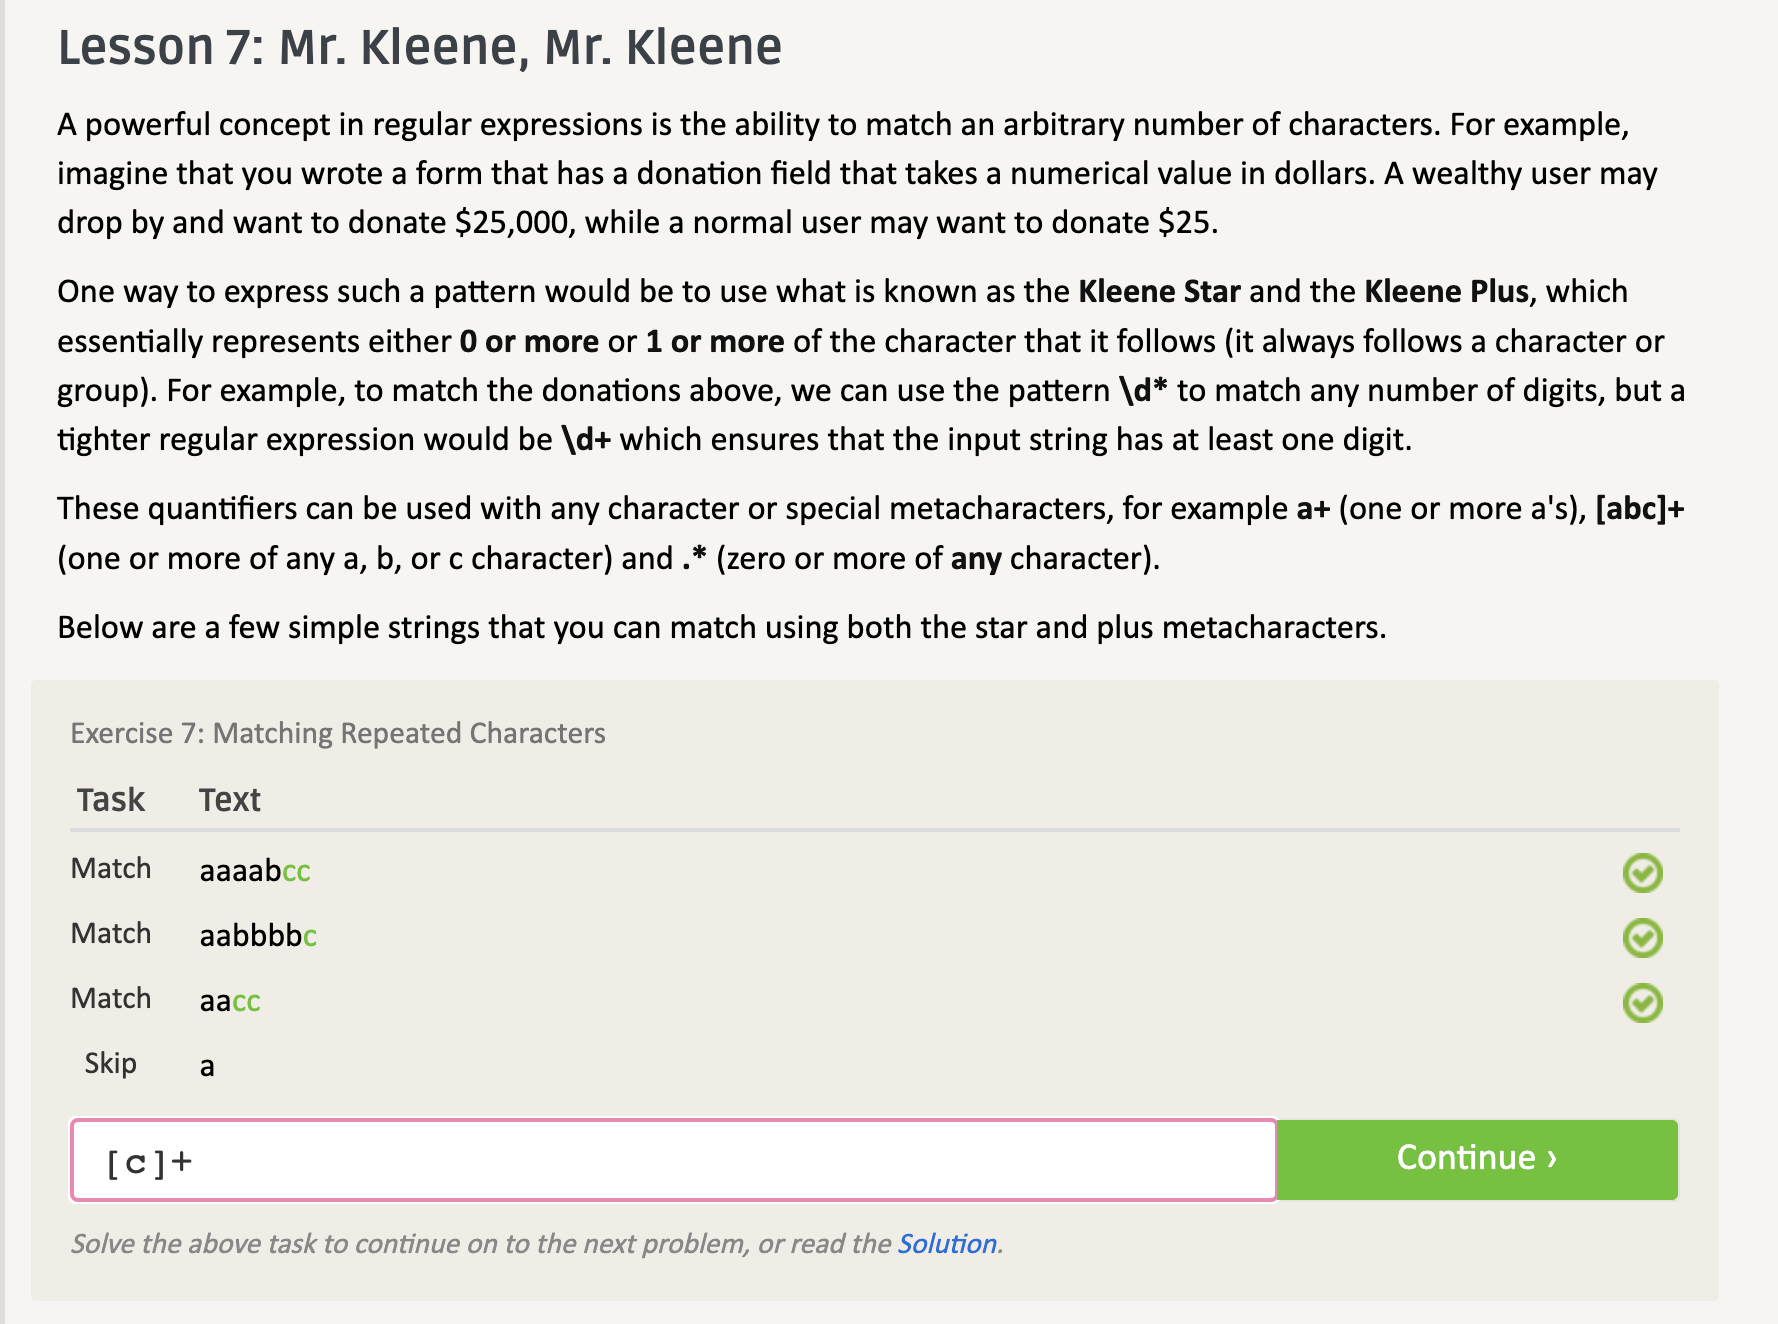 Lesson 7: Mr. Kleene, Mr. Kleene
A powerful concept in regular expressions is the ability to match an arbitrary number of characters. For example,
imagine that you wrote a form that has a donation field that takes a numerical value in dollars. A wealthy user may
drop by and want to donate $25,000, while a normal user may want to donate $25.
One way to express such a pattern would be to use what is known as the Kleene Star and the Kleene Plus, which
essentially represents either 0 or more or 1 or more of the character that it follows (it always follows a character or
group). For example, to match the donations above, we can use the pattern \d* to match any number of digits, but a
tighter regular expression would be \d+ which ensures that the input string has at least one digit.
These quantifiers can be used with any character or special metacharacters, for example a+ (one or more a's), [abc]+
(one or more of any a, b, or c character) and .* (zero or more of any character).
Below are a few simple strings that you can match using both the star and plus metacharacters.
Exercise 7: Matching Repeated Characters
Task Text
Match aaaabcc
Match aabbbbc
Match aacc
Skip a
[c]+
Continue ›
Solve the above task to continue on to the next problem, or read the Solution.